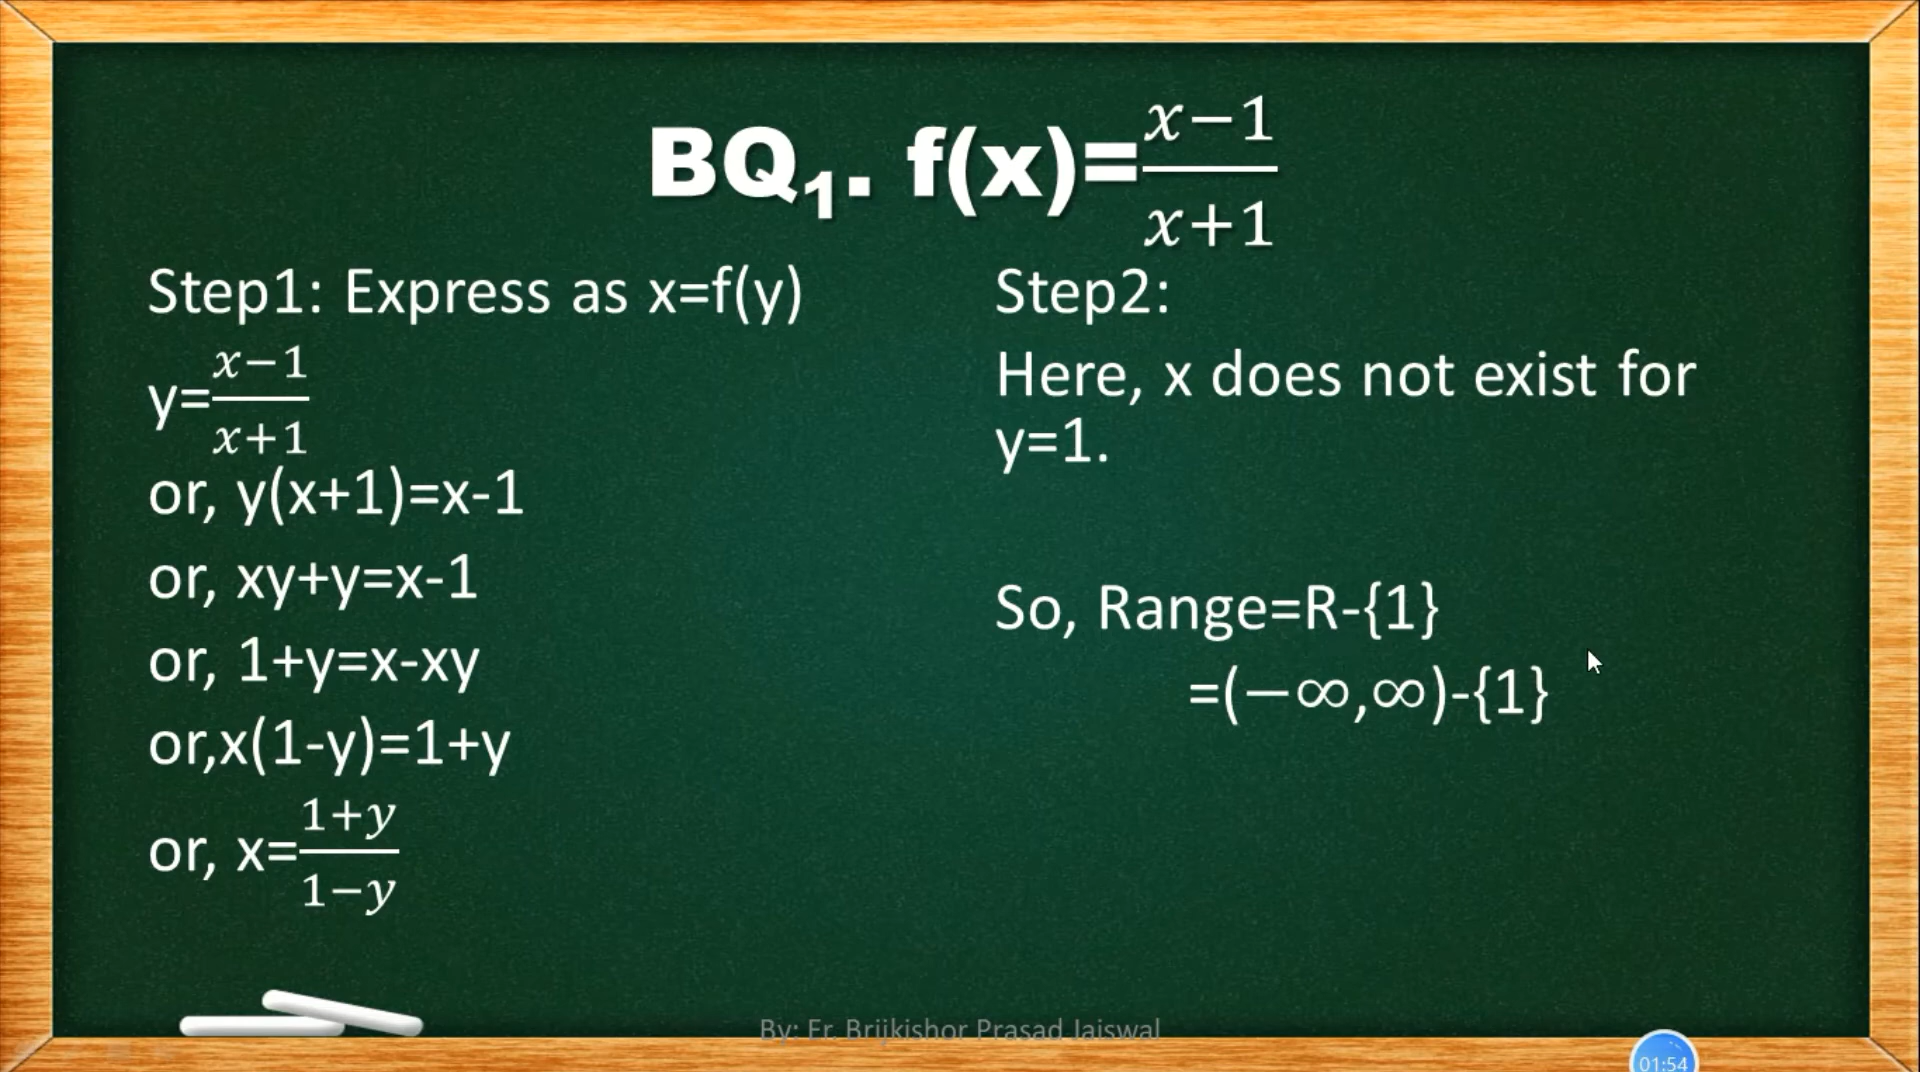 BQ₁. f(x)=x−1/x+1
Step1: Express as x=f(y)
y=x−1/x+1
or, y(x+1)=x-1
or, xy+y=x-1
or, 1+y=x-xy
or,x(1-y)=1+y
or, x=1+y/1−y
Step2:
Here, x does not exist for
y=1.
So, Range=R-{1}
=(−∞,∞)-{1}
By: Er. Brijkishor Prasad Jaiswal
01:54